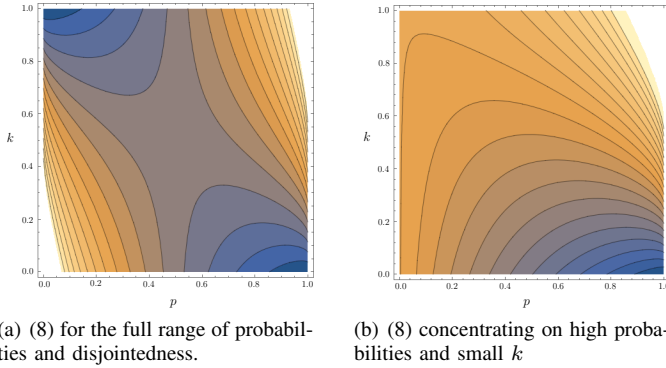 1.0
0.8
0.6
k
0.4
0.2
0.0
0.0 0.2 0.4 0.6 0.8 1.0
p
a) (8) for the full range of probabil-
ties and disjointedness.
1.0
0.8
0.6
k
0.4
0.2
0.0
0.0 0.2 0.4 0.6 0.8 1.0
p
(b) (8) concentrating on high proba-
bilities and small k